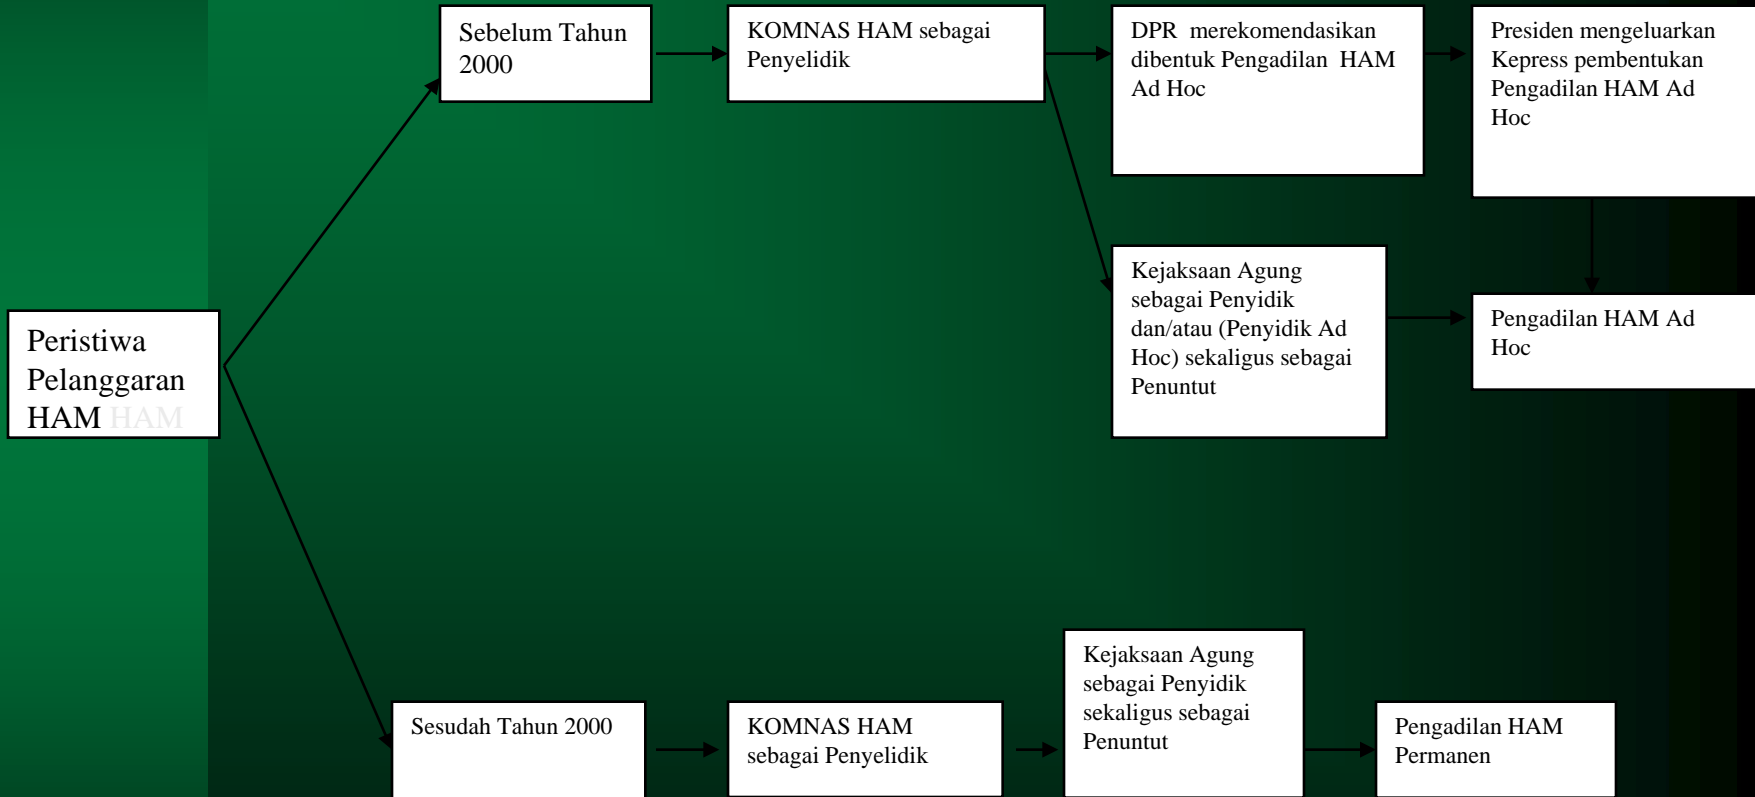 Sebelum Tahun
2000
KOMNAS HAM sebagai
Penyelidik
DPR  merekomendasikan
dibentuk Pengadilan  HAM
Ad Hoc
Presiden mengeluarkan
Kepress pembentukan
Pengadilan HAM Ad
Hoc
Kejaksaan Agung
sebagai Penyidik
dan/atau (Penyidik Ad
Hoc) sekaligus sebagai
Penuntut
Pengadilan HAM Ad
Hoc
Peristiwa
Pelanggaran
HAM HAM
Sesudah Tahun 2000
KOMNAS HAM
sebagai Penyelidik
Kejaksaan Agung
sebagai Penyidik
sekaligus sebagai
Penuntut
Pengadilan HAM
Permanen